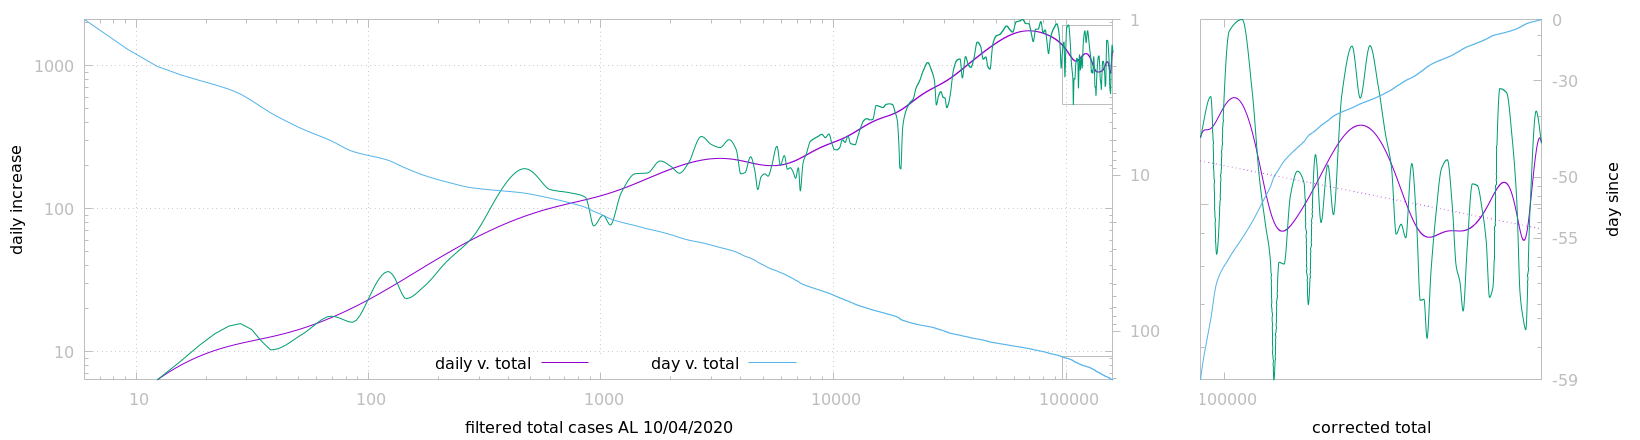 1 0
1000 -30
daily increase
10 -50
day since
100 -55
100
10
daily v. total day v. total
-59
10 100 1000 10000 100000 100000
filtered total cases AL 10/04/2020 corrected total